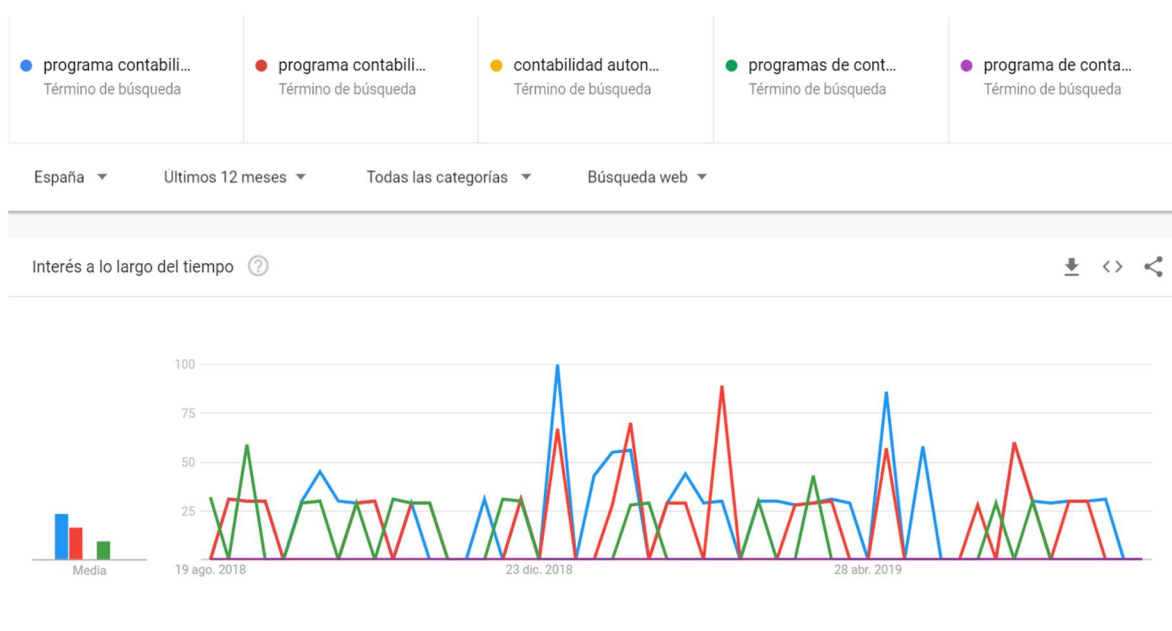 programa contabili...
Término de búsqueda
programa contabili...
Término de búsqueda
contabilidad auton...
Término de búsqueda
programas de cont...
Término de búsqueda
programa de conta...
Término de búsqueda
España
Últimos 12 meses
Todas las categorías
Búsqueda web
Interés a lo largo del tiempo
?
<>
100
75
50
25
Media
19 ago. 2018
23 dic. 2018
28 abr. 2019